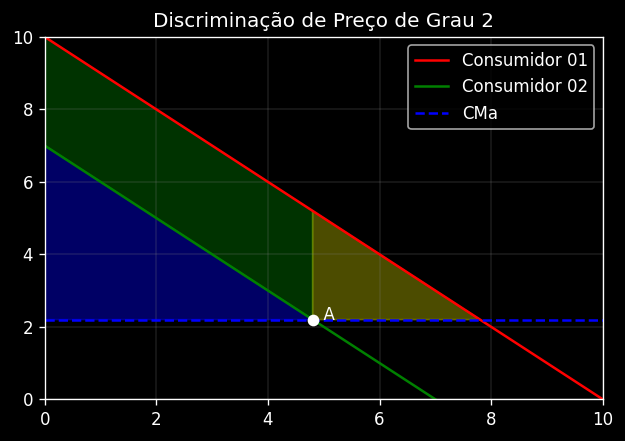 Discriminação de Preço de Grau 2
Consumidor 01
Consumidor 02
CMa
A
10
8
6
4
2
0
0 2 4 6 8 10